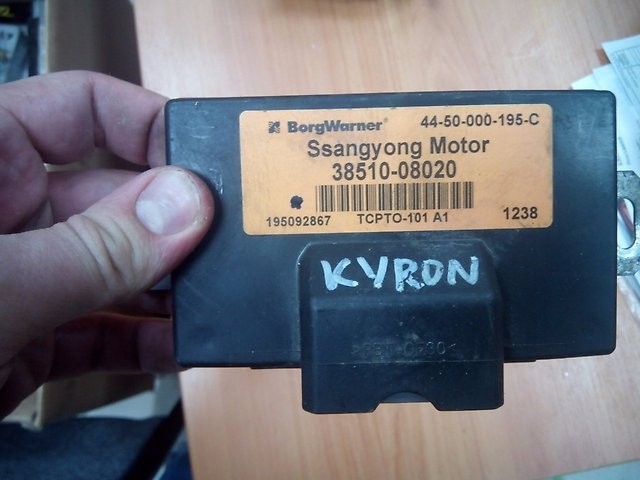 BorgWarner 44-50-000-195-C
Ssangyong Motor
38510-08020
195092867 TCPTO-101 A1 1238
KYRON